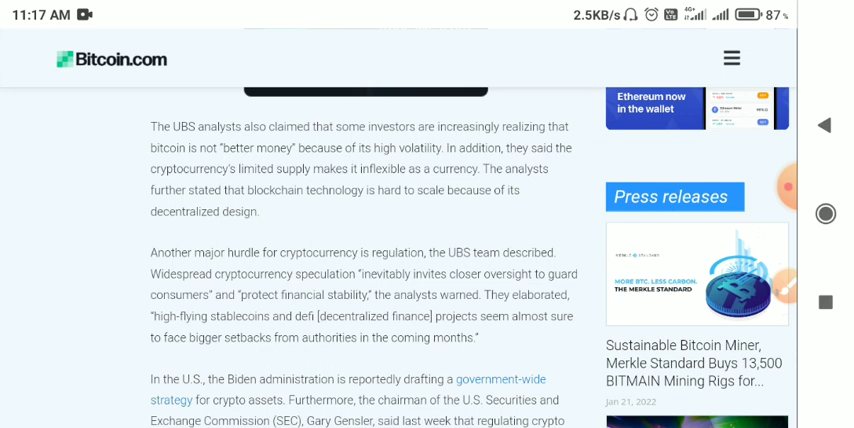 11:17 AM
2.5KB/s
4G+
87%
Bitcoin.com
Ethereum now
in the wallet
The UBS analysts also claimed that some investors are increasingly realizing that
bitcoin is not “better money” because of its high volatility. In addition, they said the
cryptocurrency's limited supply makes it inflexible as a currency. The analysts
further stated that blockchain technology is hard to scale because of its
decentralized design.
Another major hurdle for cryptocurrency is regulation, the UBS team described.
Widespread cryptocurrency speculation “inevitably invites closer oversight to guard
consumers” and “protect financial stability,” the analysts warned. They elaborated,
“high-flying stablecoins and defi [decentralized finance] projects seem almost sure
to face bigger setbacks from authorities in the coming months.”
In the U.S., the Biden administration is reportedly drafting a government-wide
strategy for crypto assets. Furthermore, the chairman of the U.S. Securities and
Exchange Commission (SEC), Gary Gensler, said last week that regulating crypto
Press releases
MORE BTC. LESS CARBON.
THE MERKLE STANDARD
Sustainable Bitcoin Miner,
Merkle Standard Buys 13,500
BITMAIN Mining Rigs for...
Jan 21, 2022